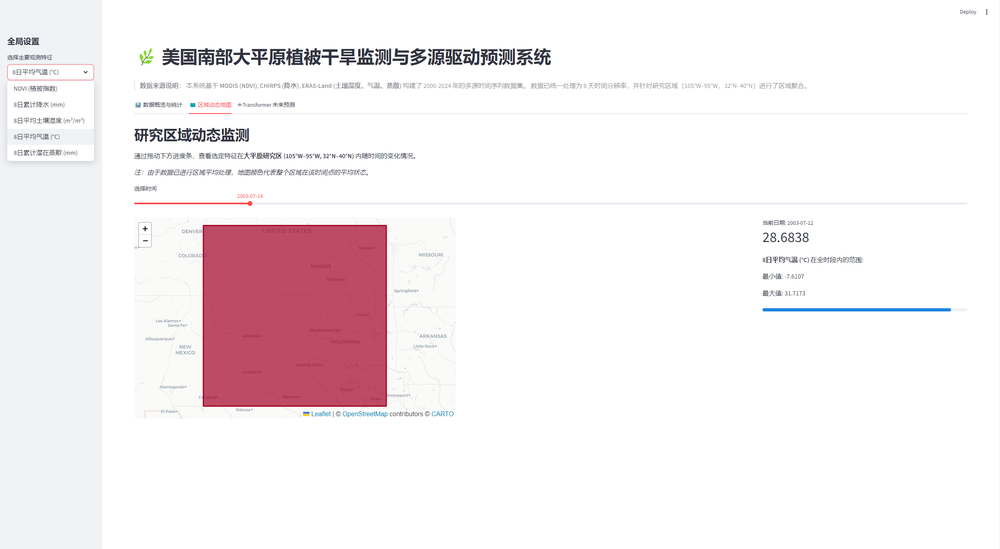 Deploy
全局设置
选择主要观测特征
8日平均气温 (°C)
NDVI (植被指数)
8日累计降水 (mm)
8日平均土壤湿度 (m³/m³)
8日平均气温 (°C)
8日累计潜在蒸散 (mm)
美国南部大平原植被干旱监测与多源驱动预测系统
数据来源说明： 本系统基于 MODIS (NDVI), CHIRPS (降水), ERA5-Land (土壤湿度、气温、蒸散) 构建了 2000-2024 年的多源时间序列数据集。 数据已统一处理为 8 天时间分辨率，并针对研究区域（105°W–95°W，32°N–40°N）进行了区域聚合。
数据概览与统计 区域动态地图 Transformer 未来预测
研究区域动态监测
通过拖动下方进度条，查看选定特征在大平原研究区 (105°W–95°W, 32°N–40°N) 内随时间的变化情况。
注：由于数据已进行区域平均处理，地图颜色代表整个区域在该时间点的平均状态。
选择时间
2003-07-14
+
−
DENVER
UNITED STATES
n
Topeka
COLORADO
MISSOURI
KANSAS
Wichita
Springfield
Tulsa
Los Alamos
Santa Fe
Oklahoma City
Amarillo
ARKANSAS
Albuquerque
OKLAHOMA
Little Rock
NEW
MEXICO
Wichita Falls
Lubbock
Alamogordo
Dallas
Shreveport
Carlsbad
Abilene
Tyler
El Paso
Odessa
Leaflet | © OpenStreetMap contributors © CARTO
当前日期: 2003-07-12
28.6838
8日平均气温 (°C) 在全时段内的范围:
最小值: -7.6107
最大值: 31.7173